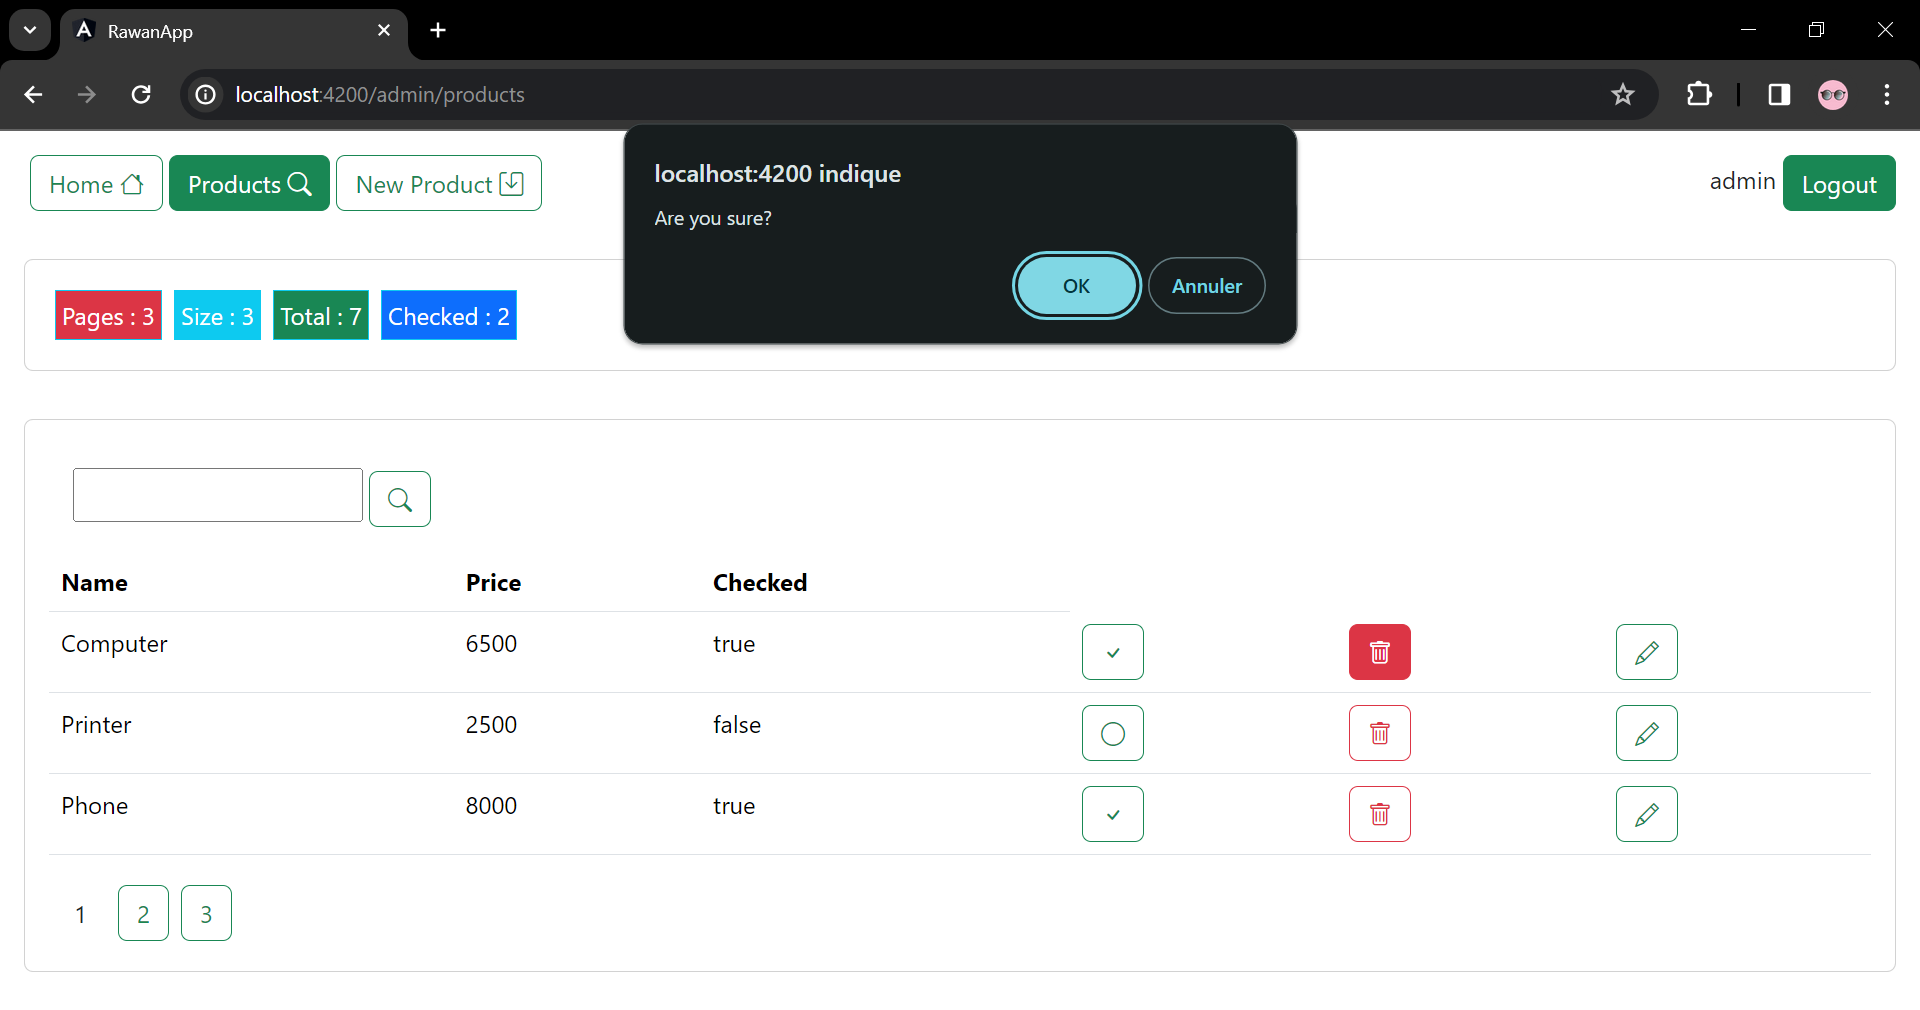 RawanApp
localhost:4200/admin/products
localhost:4200 indique
Are you sure?
OK Annuler
Home Products New Product admin Logout
Pages : 3 Size : 3 Total : 7 Checked : 2
Name Price Checked
Computer 6500 true
Printer 2500 false
Phone 8000 true
1 2 3